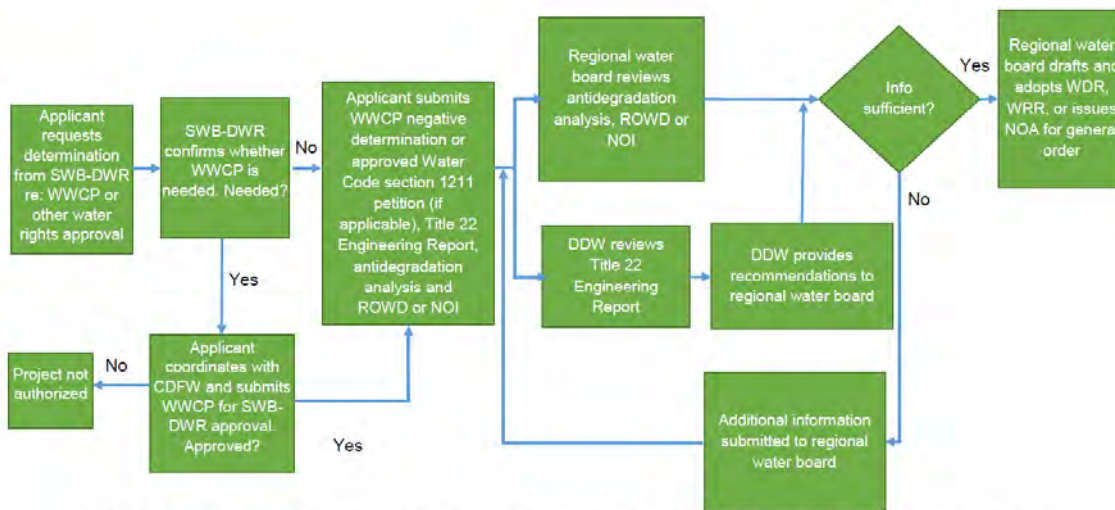 Applicant
requests
determination
from SWB-DWR
re: WWCP or
other water
rights approval
SWB-DWR
confirms whether
WWCP is
needed. Needed?
No
Yes
Applicant
coordinates with
CDFW and submits
WWCP for SWB-
DWR approval.
Approved?
No
Project not
authorized
Yes
Applicant submits
WWCP negative
determination or
approved Water
Code section 1211
petition (if
applicable), Title 22
Engineering Report,
antidegradation
analysis and
ROWD or NOI
Regional water
board reviews
antidegradation
analysis, ROWD or
NOI
DDW reviews
Title 22
Engineering
Report
DDW provides
recommendations to
regional water board
Info
sufficient?
Yes
Regional water
board drafts and
adopts WDR,
WRR, or issues
NOA for general
order
No
Additional information
submitted to regional
water board